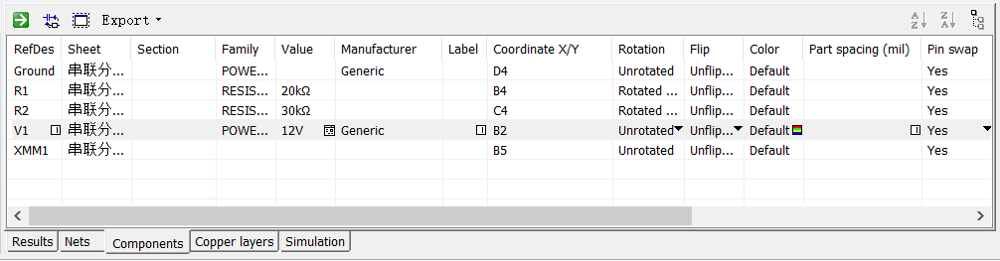 Export
RefDes Sheet Section Family Value Manufacturer Label Coordinate X/Y Rotation Flip Color Part spacing (mil) Pin swap
Ground 串联分... POWE... Generic D4 Unrotated Unflip... Default Yes
R1 串联分... RESIS... 20kΩ B4 Rotated ... Unflip... Default Yes
R2 串联分... RESIS... 30kΩ C4 Rotated ... Unflip... Default Yes
V1 串联分... POWE... 12V Generic B2 Unrotated Unflip... Default Yes
XMM1 串联分... B5 Unrotated Unflip... Default Yes
Results Nets Components Copper layers Simulation